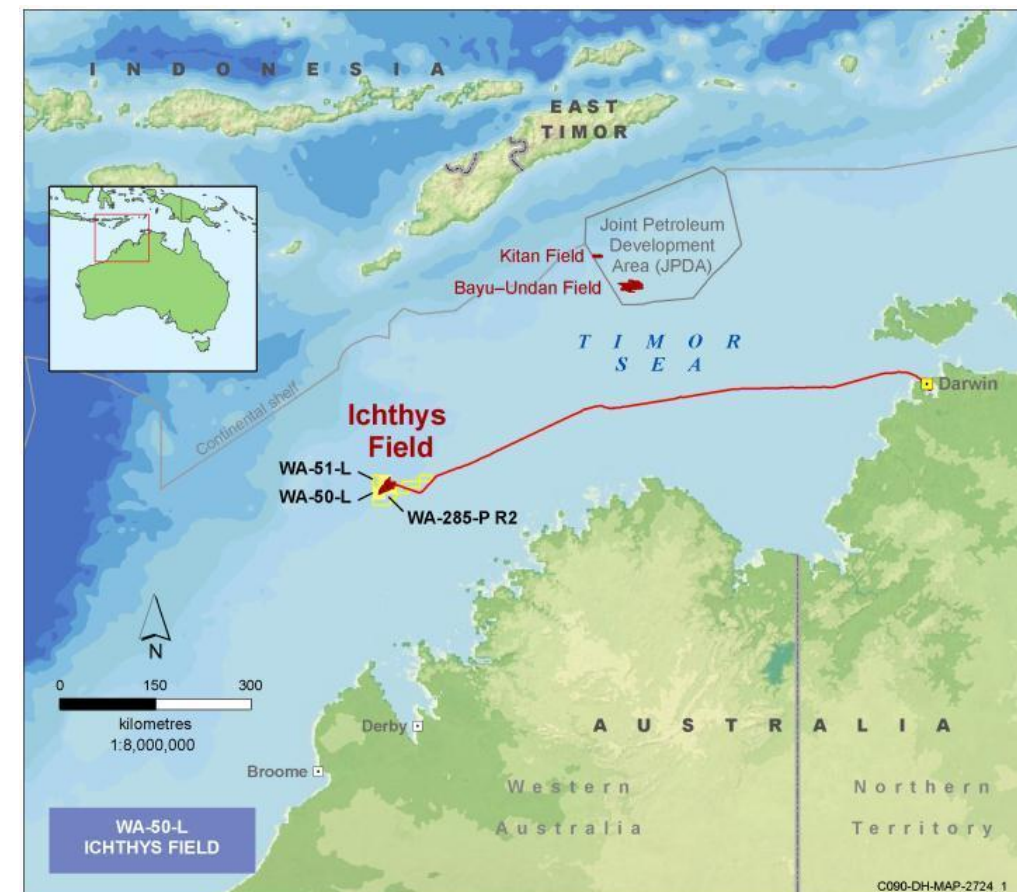 I N D O N E S I A
EAST
TIMOR
Joint Petroleum
Development
Area (JPDA)
Kitan Field
Bayu–Undan Field
T I M O R
S E A
Darwin
Continental shelf
Ichthys
Field
WA-51-L
WA-50-L
WA-285-P R2
N
0 150 300
kilometres
1:8,000,000
Derby
A U S T R A L I A
Broome
Western
Australia
Northern
Territory
WA-50-L
ICHTHYS FIELD
C090-DH-MAP-2724_1